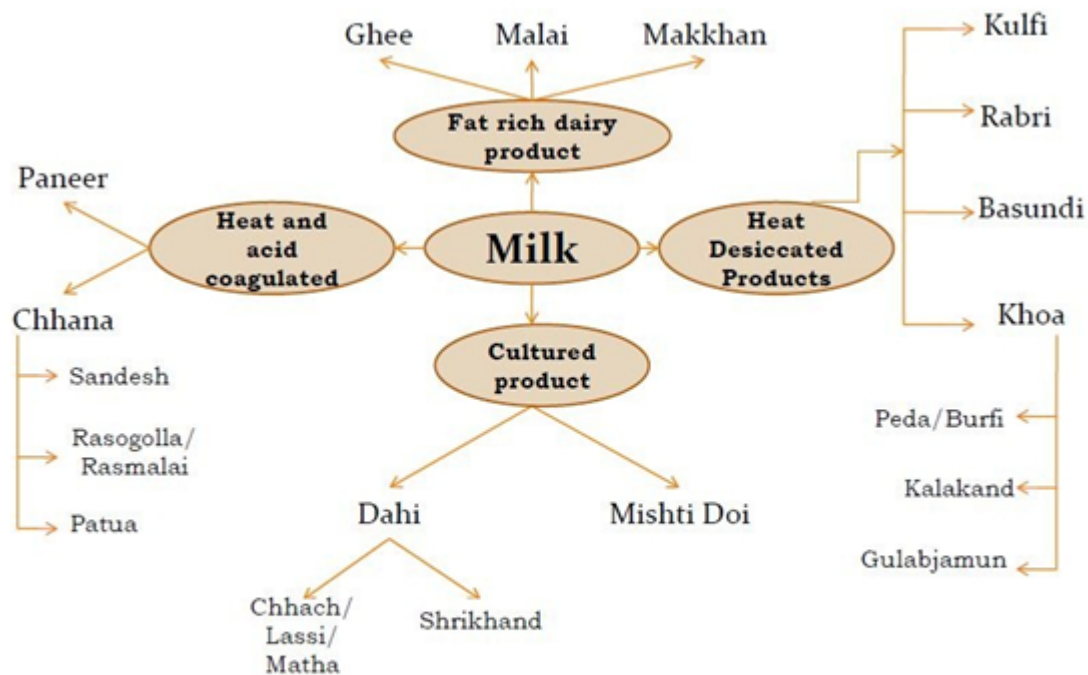 Ghee
Malai
Makkhan
Kulfi
Fat rich dairy
product
Rabri
Paneer
Heat and
acid
coagulated
Milk
Heat
Desiccated
Products
Basundi
Chhana
Khoa
Cultured
product
Sandesh
Rasogolla/
Rasmalai
Patua
Peda/Burfi
Kalakand
Gulabjamun
Dahi
Mishti Doi
Chhach/
Lassi/
Matha
Shrikhand